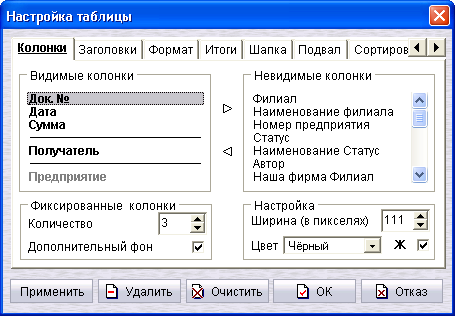 Настройка таблицы
Колонки Заголовки Формат Итоги Шапка Подвал Сортиров
Видимые колонки
Док. №
Дата
Сумма
Получатель
Предприятие
Невидимые колонки
Филиал
Наименование филиала
Номер предприятия
Статус
Наименование Статус
Автор
Наша фирма Филиал
Фиксированные колонки
Количество 3
Дополнительный фон
Настройка
Ширина (в пикселях) 111
Цвет Чёрный Ж
Применить Удалить Очистить OK Отказ